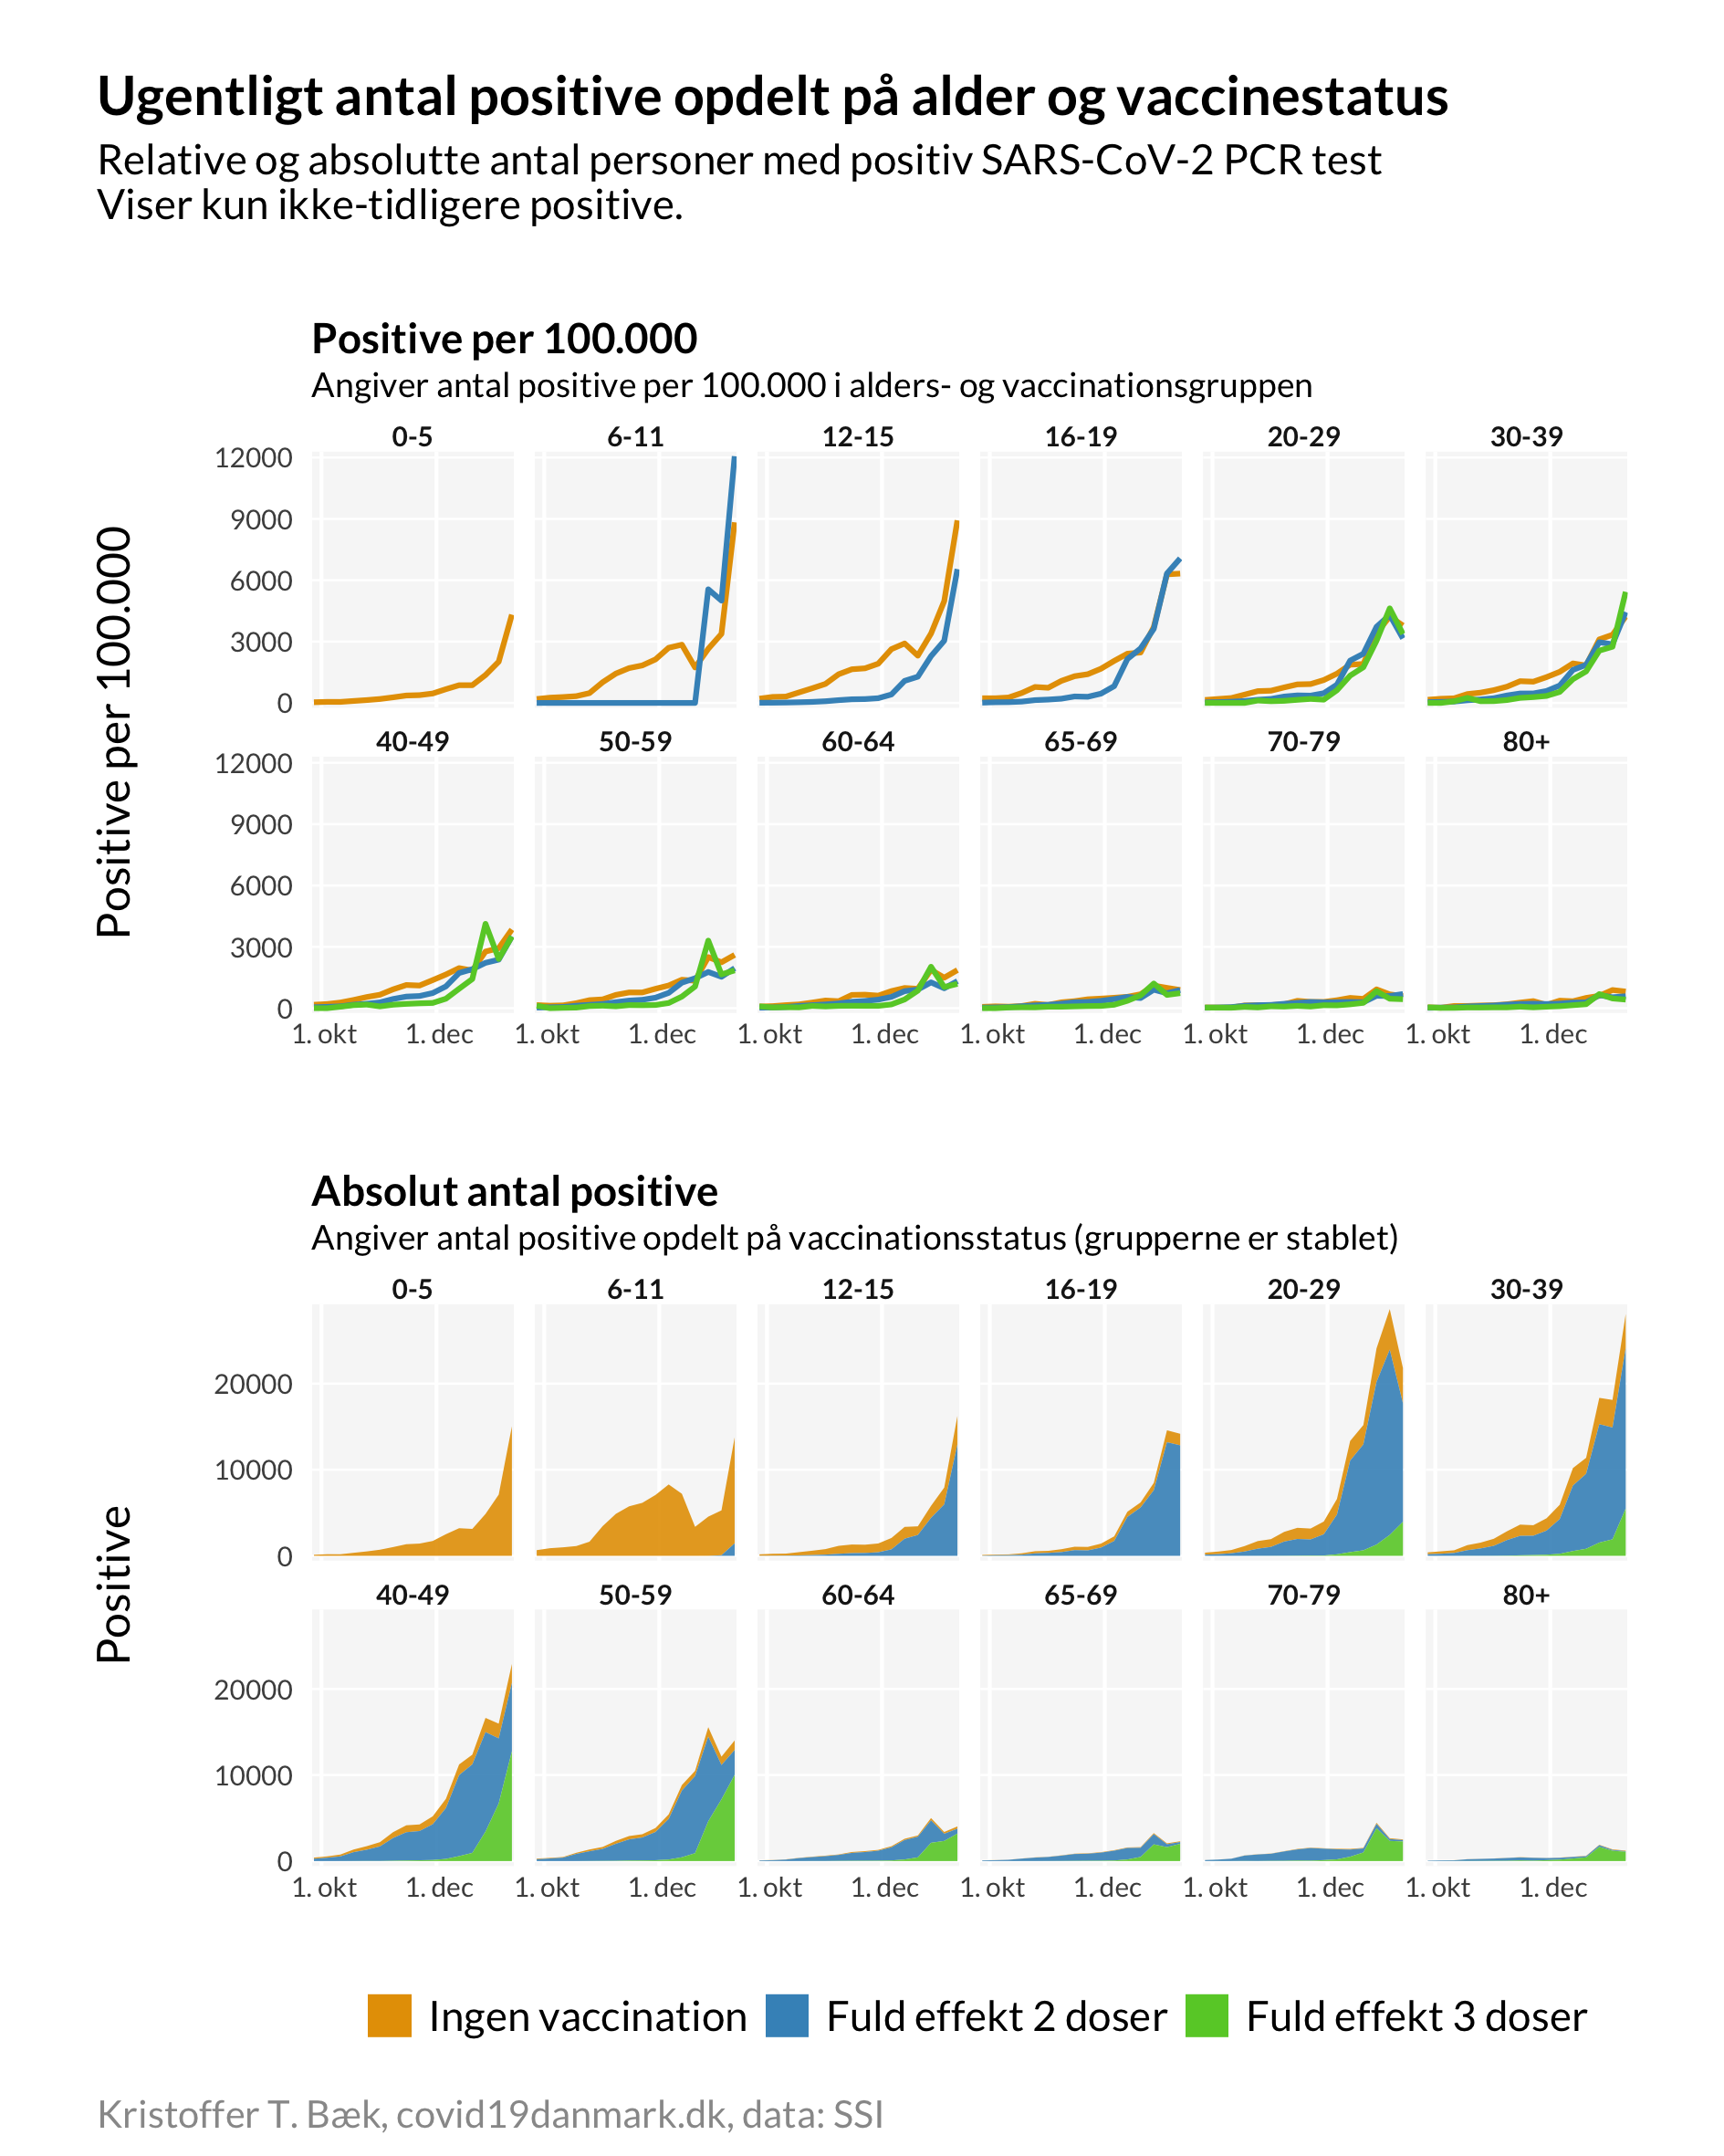 Ugentligt antal positive opdelt på alder og vaccinestatus
Relative og absolutte antal personer med positiv SARS-CoV-2 PCR test
Viser kun ikke-tidligere positive.
Positive per 100.000
Angiver antal positive per 100.000 i alders- og vaccinationsgruppen
Positive per 100.000
0-5 6-11 12-15 16-19 20-29 30-39
12000
9000
6000
3000
0
40-49 50-59 60-64 65-69 70-79 80+
12000
9000
6000
3000
0
1. okt 1. dec 1. okt 1. dec 1. okt 1. dec 1. okt 1. dec 1. okt 1. dec 1. okt 1. dec
Absolut antal positive
Angiver antal positive opdelt på vaccinationsstatus (grupperne er stablet)
Positive
0-5 6-11 12-15 16-19 20-29 30-39
20000
10000
0
40-49 50-59 60-64 65-69 70-79 80+
20000
10000
0
1. okt 1. dec 1. okt 1. dec 1. okt 1. dec 1. okt 1. dec 1. okt 1. dec 1. okt 1. dec
Ingen vaccination Fuld effekt 2 doser Fuld effekt 3 doser
Kristoffer T. Bæk, covid19danmark.dk, data: SSI